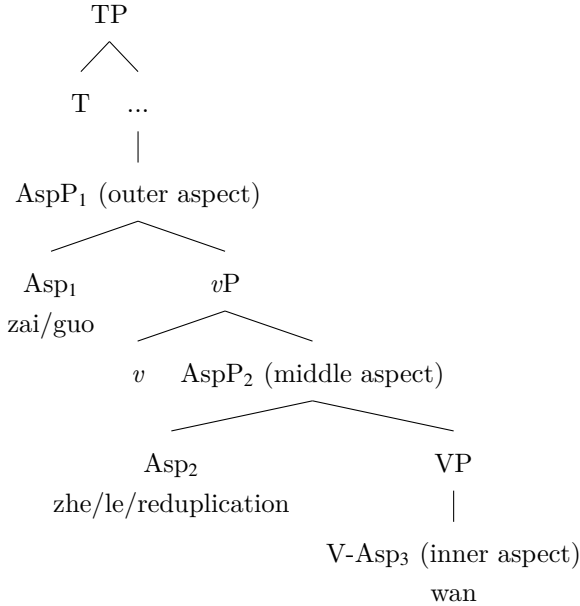 TP
T ...
AspP₁ (outer aspect)
Asp₁ vP
zai/guo
v AspP₂ (middle aspect)
Asp₂ VP
zhe/le/reduplication
V-Asp₃ (inner aspect)
wan